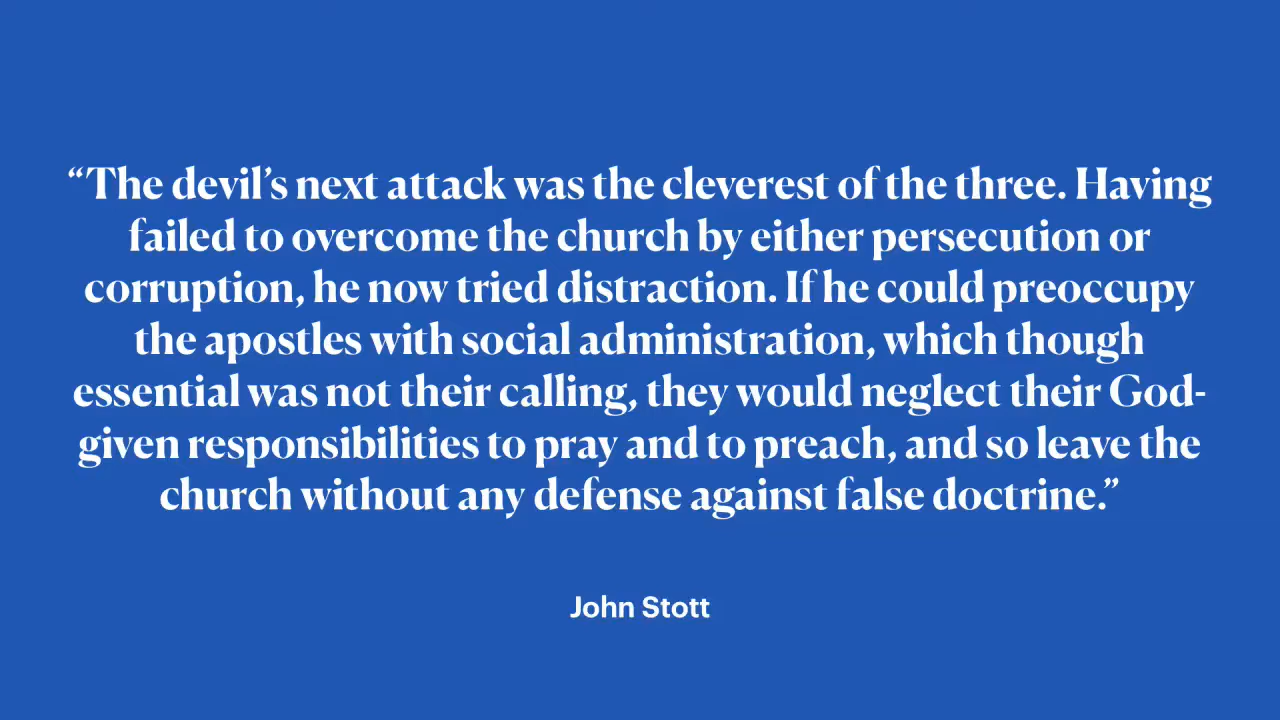 “The devil’s next attack was the cleverest of the three. Having
failed to overcome the church by either persecution or
corruption, he now tried distraction. If he could preoccupy
the apostles with social administration, which though
essential was not their calling, they would neglect their God-
given responsibilities to pray and to preach, and so leave the
church without any defense against false doctrine.”
John Stott